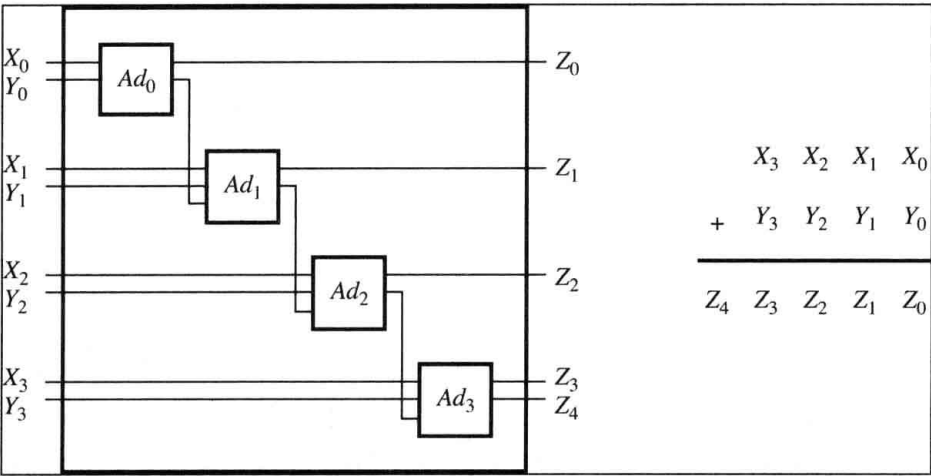 X₀ Y₀ Ad₀ Z₀
X₁ Y₁ Ad₁ Z₁
X₂ Y₂ Ad₂ Z₂
X₃ Y₃ Ad₃ Z₃ Z₄
X₃ X₂ X₁ X₀
+ Y₃ Y₂ Y₁ Y₀
Z₄ Z₃ Z₂ Z₁ Z₀